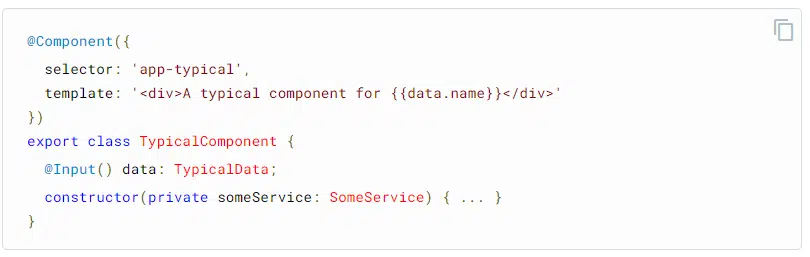 @Component({
  selector: 'app-typical',
  template: '<div>A typical component for {{data.name}}</div>'
})
export class TypicalComponent {
  @Input() data: TypicalData;
  constructor(private someService: SomeService) { ... }
}